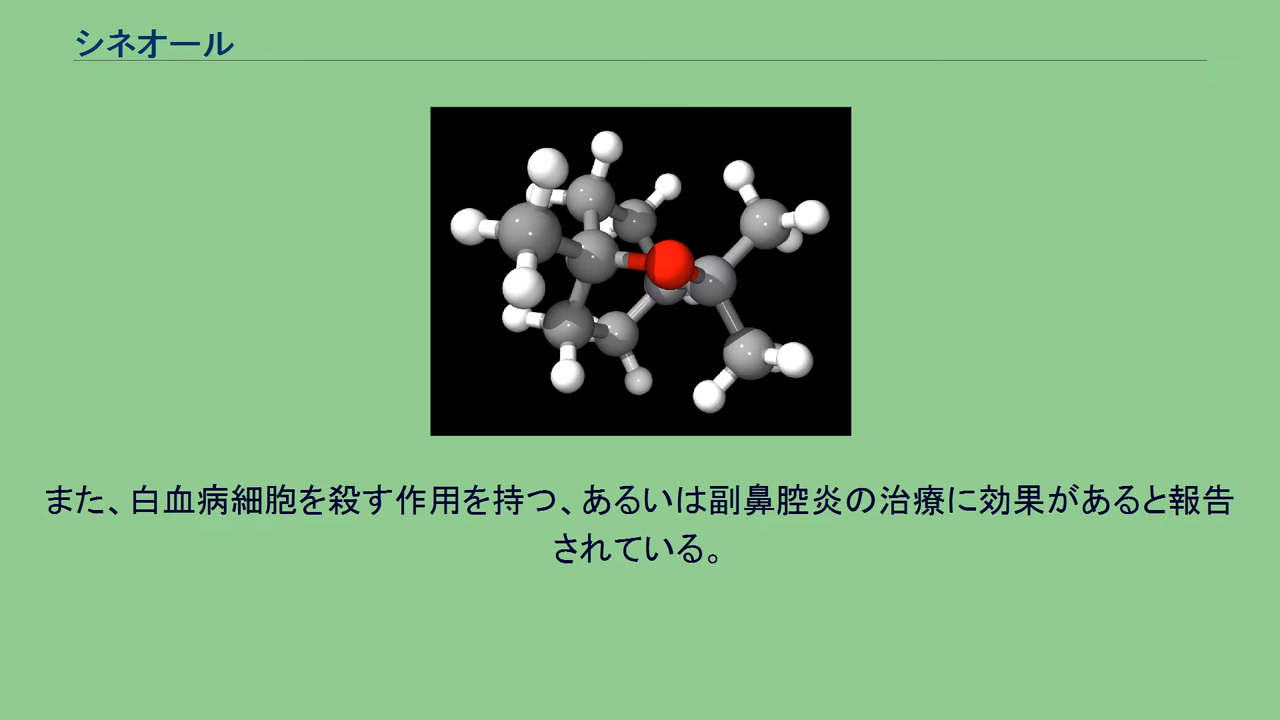 シネオール
また、白血病細胞を殺す作用を持つ、あるいは副鼻腔炎の治療に効果があると報告
されている。